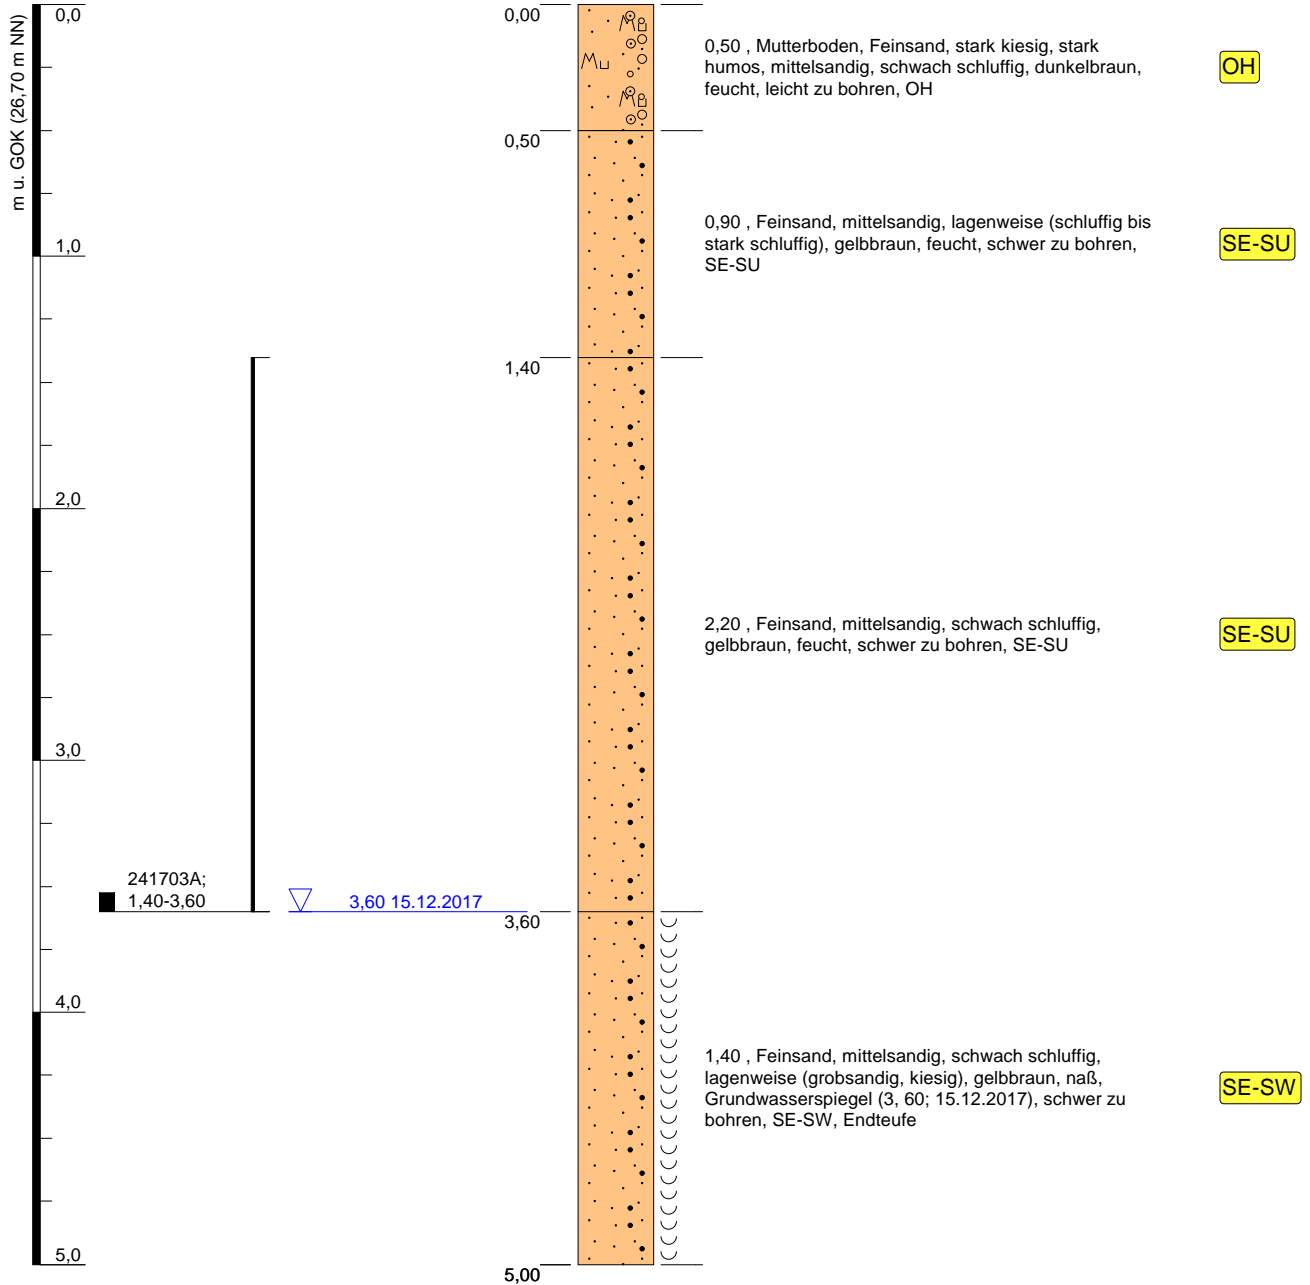 m u. GOK (26,70 m NN)
0,0
0,00
0,50 , Mutterboden, Feinsand, stark kiesig, stark
humos, mittelsandig, schwach schluffig, dunkelbraun,
feucht, leicht zu bohren, OH
OH
Mu
Mu
Mu
0,50
0,90 , Feinsand, mittelsandig, lagenweise (schluffig bis
stark schluffig), gelbbraun, feucht, schwer zu bohren,
SE-SU
SE-SU
1,0
1,40
2,0
2,20 , Feinsand, mittelsandig, schwach schluffig,
gelbbraun, feucht, schwer zu bohren, SE-SU
SE-SU
3,0
241703A;
1,40-3,60
3,60 15.12.2017
3,60
4,0
1,40 , Feinsand, mittelsandig, schwach schluffig,
lagenweise (grobsandig, kiesig), gelbbraun, naß,
Grundwasserspiegel (3, 60; 15.12.2017), schwer zu
bohren, SE-SW, Endteufe
SE-SW
5,0
5,00